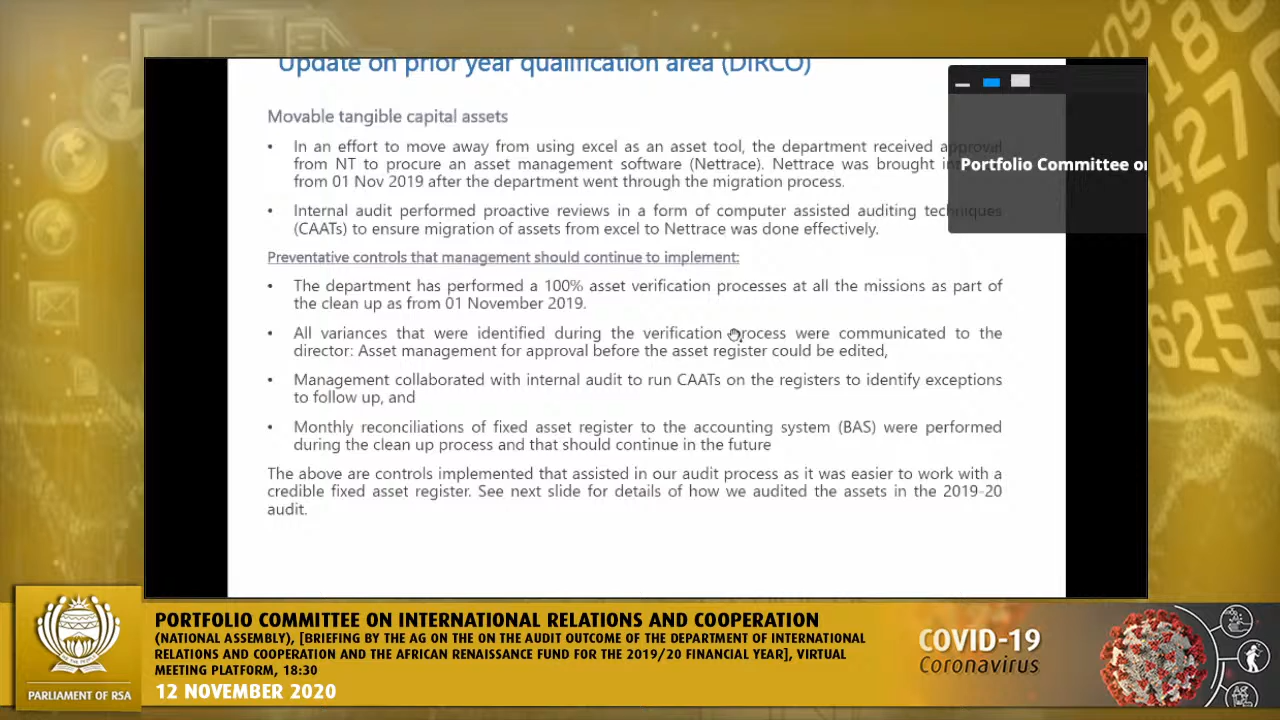 Update on prior year qualification area (DIRCO)
Movable tangible capital assets
• In an effort to move away from using excel as an asset tool, the department received approval
from NT to procure an asset management software (Nettrace). Nettrace was brought in
from 01 Nov 2019 after the department went through the migration process.
• Internal audit performed proactive reviews in a form of computer assisted auditing techniques
(CAATs) to ensure migration of assets from excel to Nettrace was done effectively.
Preventative controls that management should continue to implement:
• The department has performed a 100% asset verification processes at all the missions as part of
the clean up as from 01 November 2019.
• All variances that were identified during the verification process were communicated to the
director: Asset management for approval before the asset register could be edited,
• Management collaborated with internal audit to run CAATs on the registers to identify exceptions
to follow up, and
• Monthly reconciliations of fixed asset register to the accounting system (BAS) were performed
during the clean up process and that should continue in the future
The above are controls implemented that assisted in our audit process as it was easier to work with a
credible fixed asset register. See next slide for details of how we audited the assets in the 2019-20
audit.
Portfolio Committee on
PORTFOLIO COMMITTEE ON INTERNATIONAL RELATIONS AND COOPERATION
(NATIONAL ASSEMBLY), [BRIEFING BY THE AG ON THE ON THE AUDIT OUTCOME OF THE DEPARTMENT OF INTERNATIONAL
RELATIONS AND COOPERATION AND THE AFRICAN RENAISSANCE FUND FOR THE 2019/20 FINANCIAL YEAR], VIRTUAL
MEETING PLATFORM, 18:30
12 NOVEMBER 2020
PARLIAMENT OF RSA
COVID-19
Coronavirus